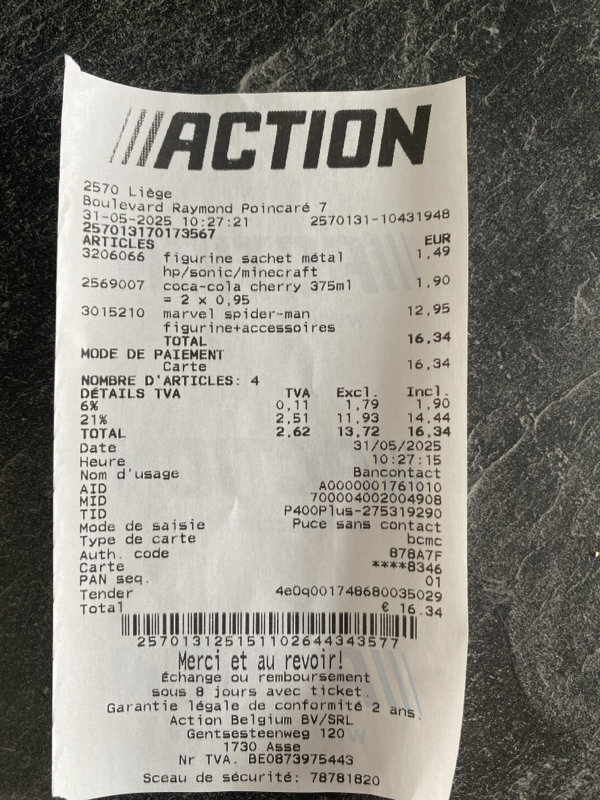 ACTION
2570 Liège
Boulevard Raymond Poincaré 7
31-05-2025 10:27:21 2570131-10431948
257013170173567
ARTICLES EUR
3206066 figurine sachet métal 1,49
hp/sonic/minecraft
2569007 coca-cola cherry 375ml 1,90
= 2 x 0,95
3015210 marvel spider-man 12,95
figurine+accessoires
TOTAL 16,34
MODE DE PAIEMENT
Carte 16,34
NOMBRE D'ARTICLES: 4
DÉTAILS TVA TVA Excl. Incl.
6% 0,11 1,79 1,90
21% 2,51 11,93 14,44
TOTAL 2,62 13,72 16,34
Date 31/05/2025
Heure 10:27:15
Nom d'usage Bancontact
AID A0000001761010
MID 700004002004908
TID P400Plus-275319290
Mode de saisie Puce sans contact
Type de carte bcmc
Auth. code 878A7F
Carte ****8346
PAN seq. 01
Tender 4e0q001748680035029
Total € 16.34
2570131251511026443435​77
Merci et au revoir!
Échange ou remboursement
sous 8 jours avec ticket.
Garantie légale de conformité 2 ans.
Action Belgium BV/SRL
Gentsesteenweg 120
1730 Asse
Nr TVA. BE0873975443
Sceau de sécurité: 78781820